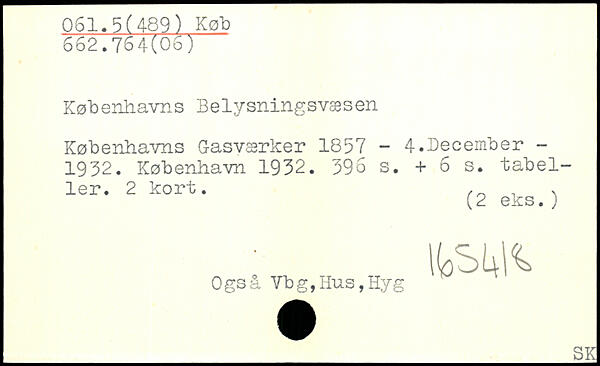 061.5(489) Køb
662.764(06)
Københavns Belysningsvæsen
Københavns Gasværker 1857 - 4.December -
1932. København 1932. 396 s. + 6 s. tabel-
ler. 2 kort.
(2 eks.)
165418
Også Vbg,Hus,Hyg
SK